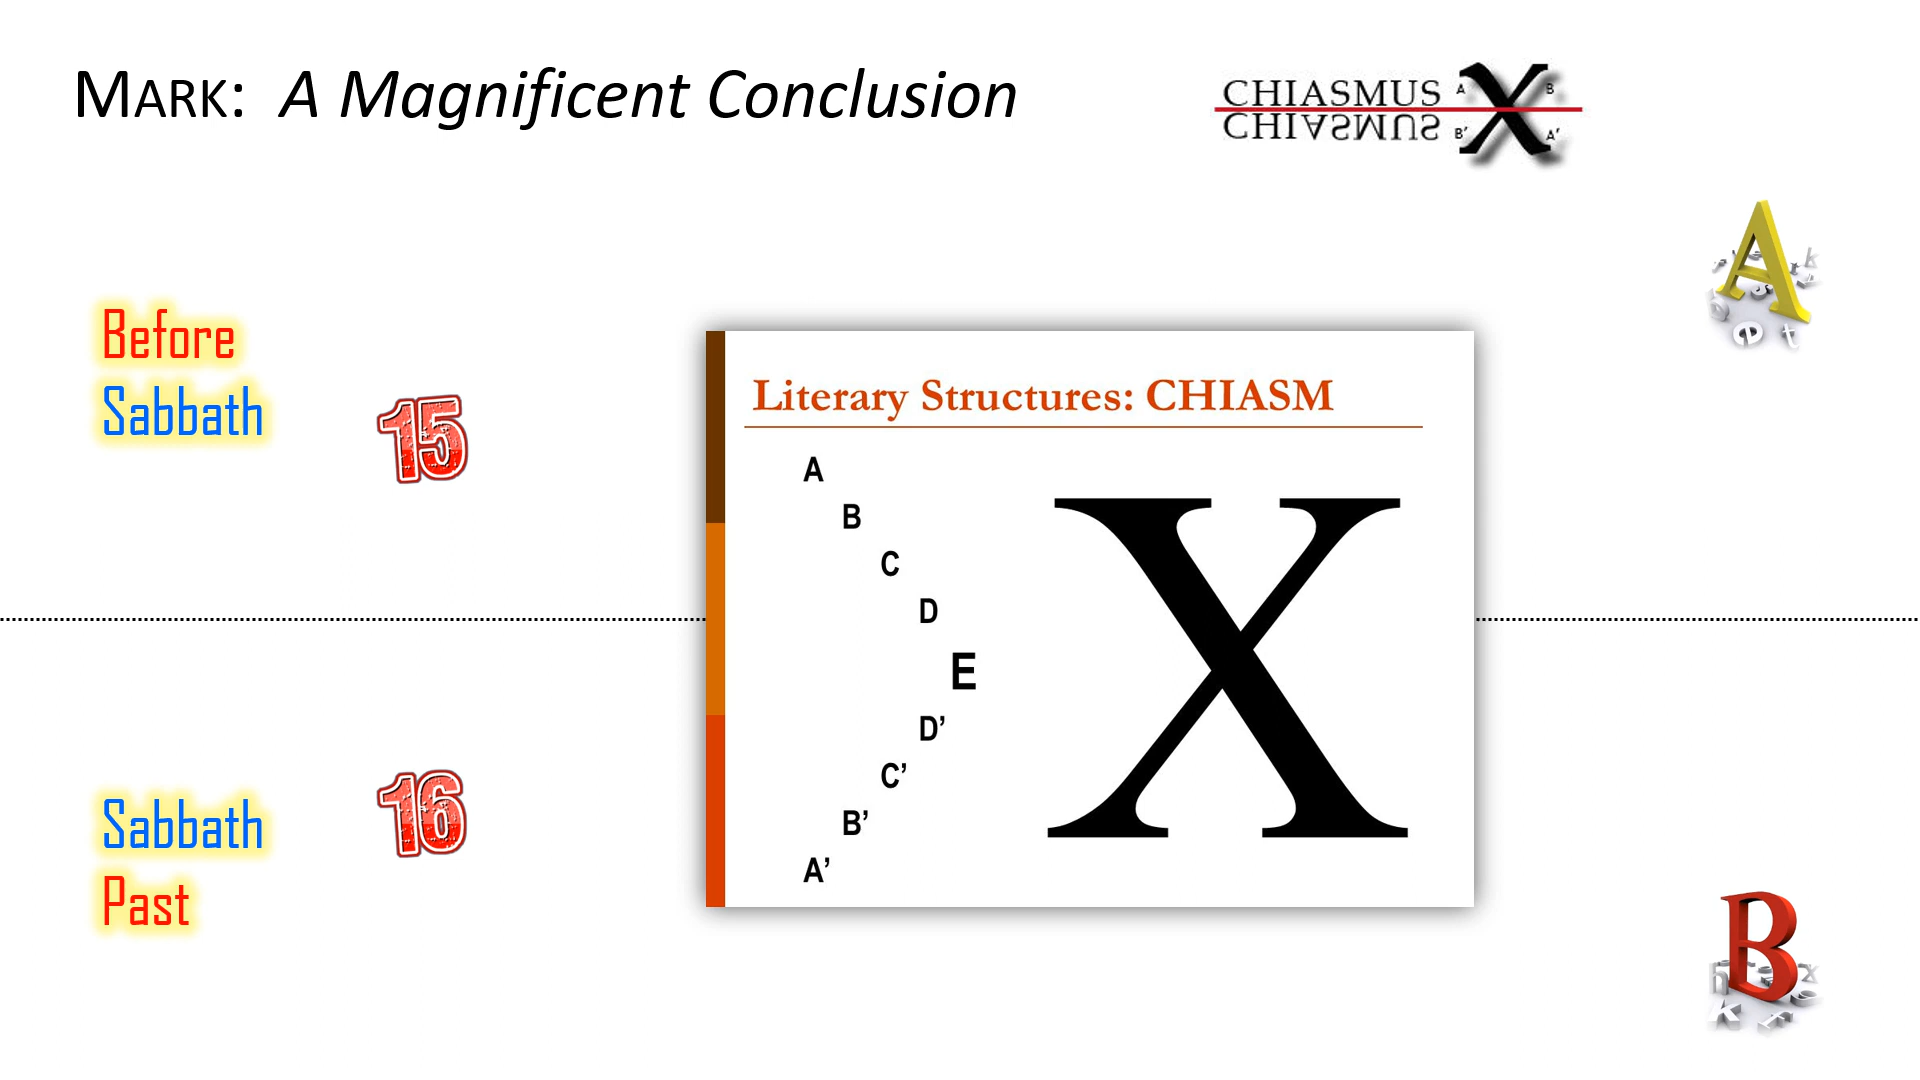 MARK: A Magnificent Conclusion
CHIASMUS A B
CHIASMUS B' A'
X
A
k
e t
Before
Sabbath
15
Literary Structures: CHIASM
A
B
C
D
E
D’
C’
B’
A’
X
Sabbath
Past
16
B
h x
k f e